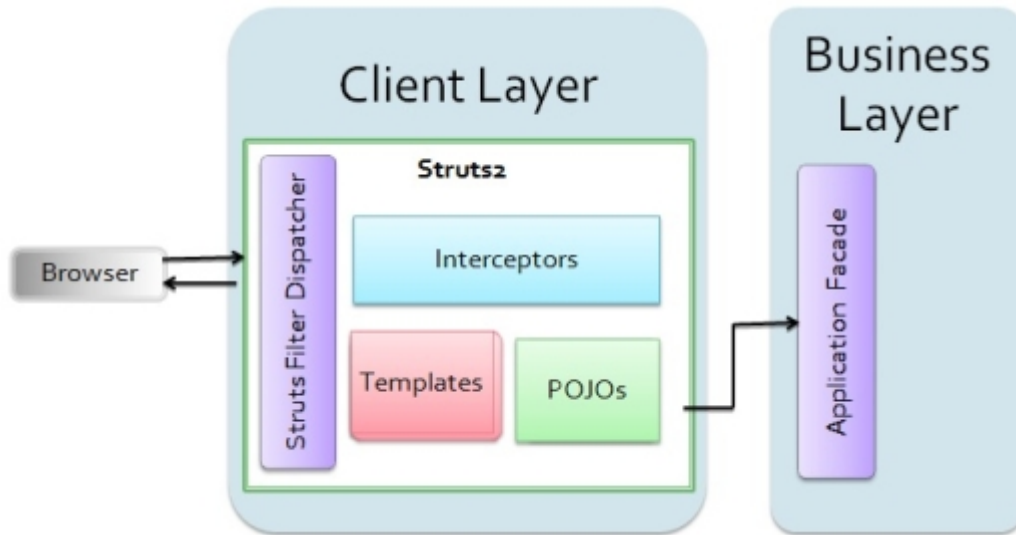 Client Layer
Business
Layer
Struts2
Struts Filter Dispatcher
Interceptors
Browser
Templates
POJOs
Application Facade